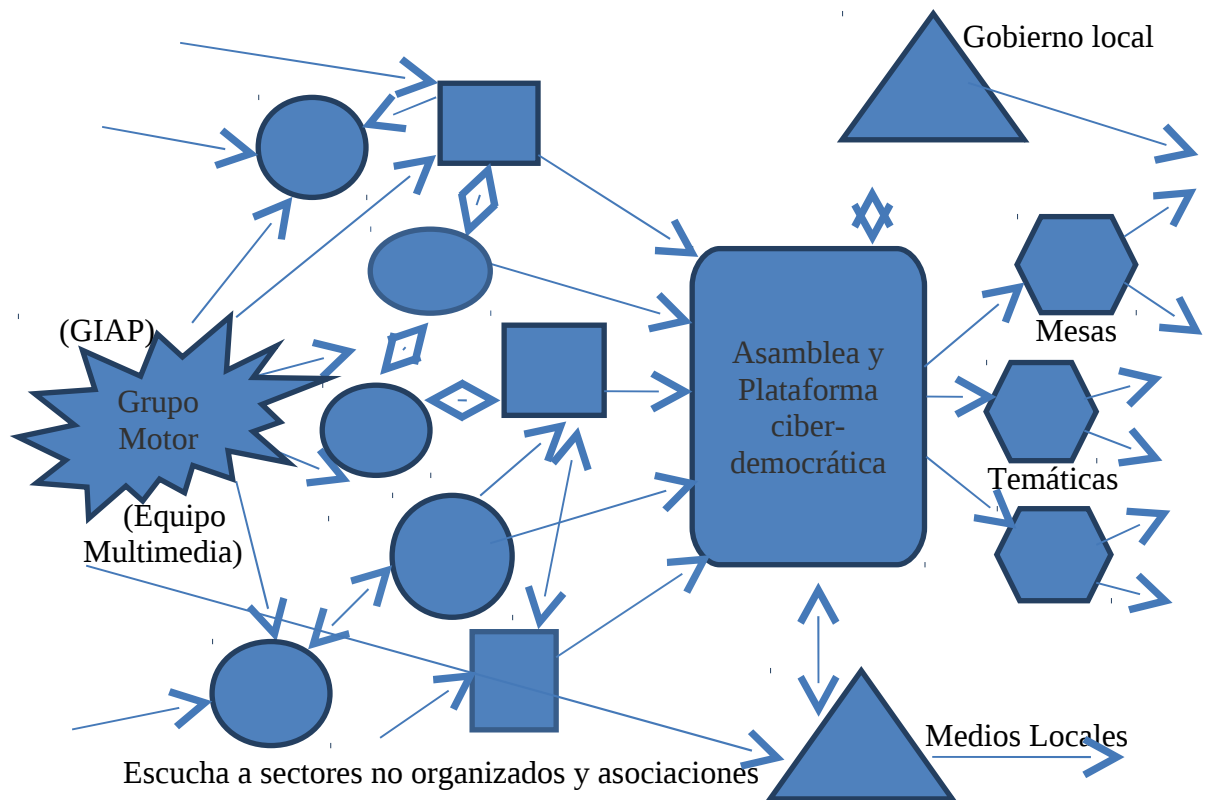 Gobierno local
(GIAP)
Grupo
Motor
(Equipo
Multimedia)
Asamblea y
Plataforma
ciber-
democrática
Mesas
Temáticas
Medios Locales
Escucha a sectores no organizados y asociaciones